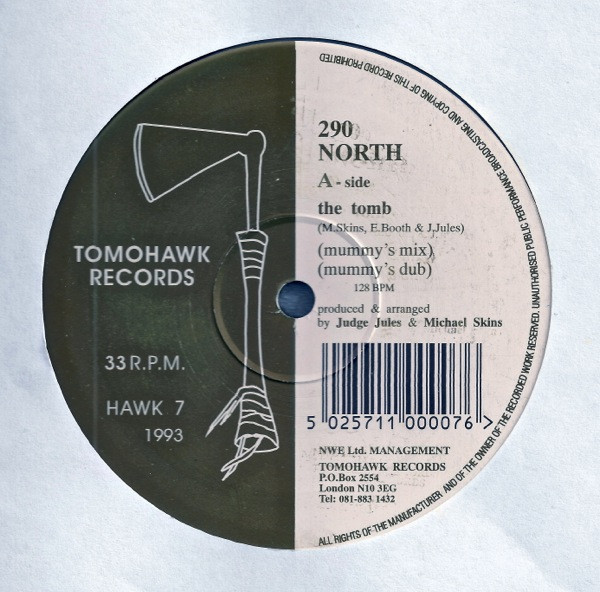 TOMOHAWK
RECORDS
33 R.P.M.
HAWK 7
1993
290
NORTH
A - side
the tomb
(M.Skins, E.Booth & J,Jules)
(mummy's mix)
(mummy's dub)
128 BPM
produced & arranged
by Judge Jules & Michael Skins
5 025711 000076 >
NWE Ltd. MANAGEMENT
TOMOHAWK RECORDS
P.O.Box 2554
London N10 3EG
Tel: 081-883 1432
ALL RIGHTS OF THE MANUFACTURER AND OF THE OWNER OF THE RECORDED WORK RESERVED. UNAUTHORISED PUBLIC PERFORMANCE BROADCASTING AND COPYING OF THIS RECORD PROHIBITED